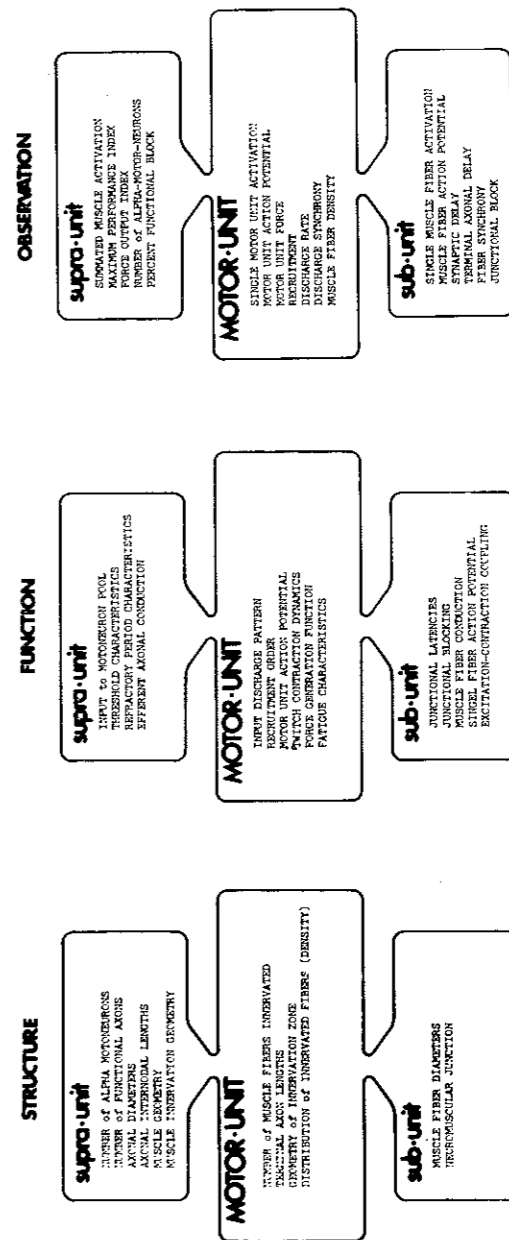 STRUCTURE
supra·unit
NUMBER of ALPHA MOTONEURONS
NUMBER of FUNCTIONAL AXONS
AXONAL DIAMETERS
AXONAL INTERNODAL LENGTHS
MUSCLE GEOMETRY
MUSCLE INNERVATION GEOMETRY
MOTOR·UNIT
NUMBER of MUSCLE FIBERS INNERVATED
TERMINAL AXON LENGTHS
GEOMETRY of INNERVATION ZONE
DISTRIBUTION of INNERVATED FIBERS (DENSITY)
sub·unit
MUSCLE FIBER DIAMETERS
NEUROMUSCULAR JUNCTION
FUNCTION
supra·unit
INPUT to MOTONEURON POOL
THRESHOLD CHARACTERISTICS
REFRACTORY PERIOD CHARACTERISTICS
EFFERENT AXONAL CONDUCTION
MOTOR·UNIT
INPUT DISCHARGE PATTERN
RECRUITMENT ORDER
MOTOR UNIT ACTION POTENTIAL
TWITCH CONTRACTION DYNAMICS
FORCE GENERATION FUNCTION
FATIGUE CHARACTERISTICS
sub·unit
JUNCTIONAL LATENCIES
JUNCTIONAL BLOCKING
MUSCLE FIBER CONDUCTION
SINGEL FIBER ACTION POTENTIAL
EXCITATION-CONTRACTION COUPLING
OBSERVATION
supra·unit
SUMMATED MUSCLE ACTIVATION
MAXIMUM PERFORMANCE INDEX
FORCE OUTPUT INDEX
NUMBER of ALPHA-MOTOR-NEURONS
PERCENT FUNCTIONAL BLOCK
MOTOR·UNIT
SINGLE MOTOR UNIT ACTIVATION
MOTOR UNIT ACTION POTENTIAL
MOTOR UNIT FORCE
RECRUITMENT
DISCHARGE RATE
DISCHARGE SYNCHRONY
MUSCLE FIBER DENSITY
sub·unit
SINGLE MUSCLE FIBER ACTIVATION
MUSCLE FIBER ACTION POTENTIAL
SYNAPTIC DELAY
TERMINAL AXONAL DELAY
FIBER SYNCHRONY
JUNCTIONAL BLOCK